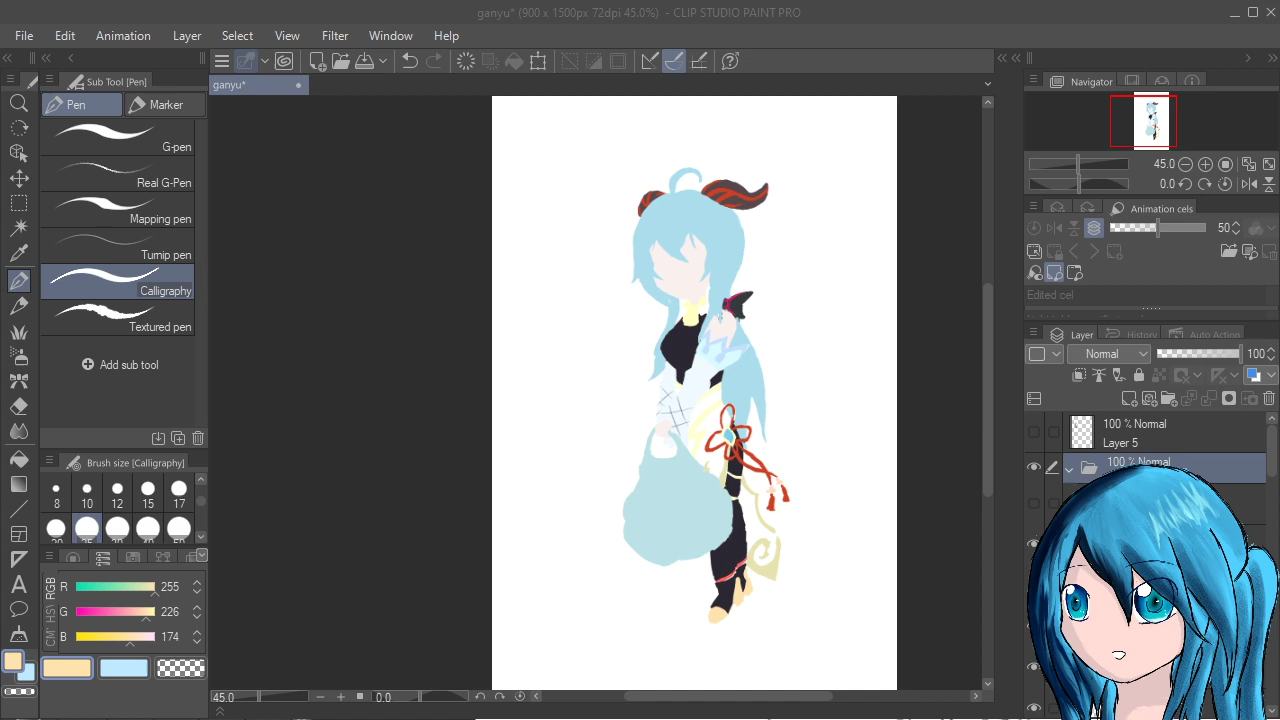 ganyu* (900 x 1500px 72dpi 45.0%) - CLIP STUDIO PAINT PRO
File Edit Animation Layer Select View Filter Window Help
Sub Tool [Pen]
ganyu*
Navigator
Pen
Marker
G-pen
Real G-Pen
Mapping pen
Turnip pen
Calligraphy
Textured pen
Add sub tool
45.0
0.0
Animation cels
50
Edited cel
Layer
History
Auto Action
Normal
100
100 % Normal
Layer 5
100 % Normal
Brush size [Calligraphy]
8 10 12 15 17
RGB
HSV
R 255
G 226
B 174
45.0
0.0